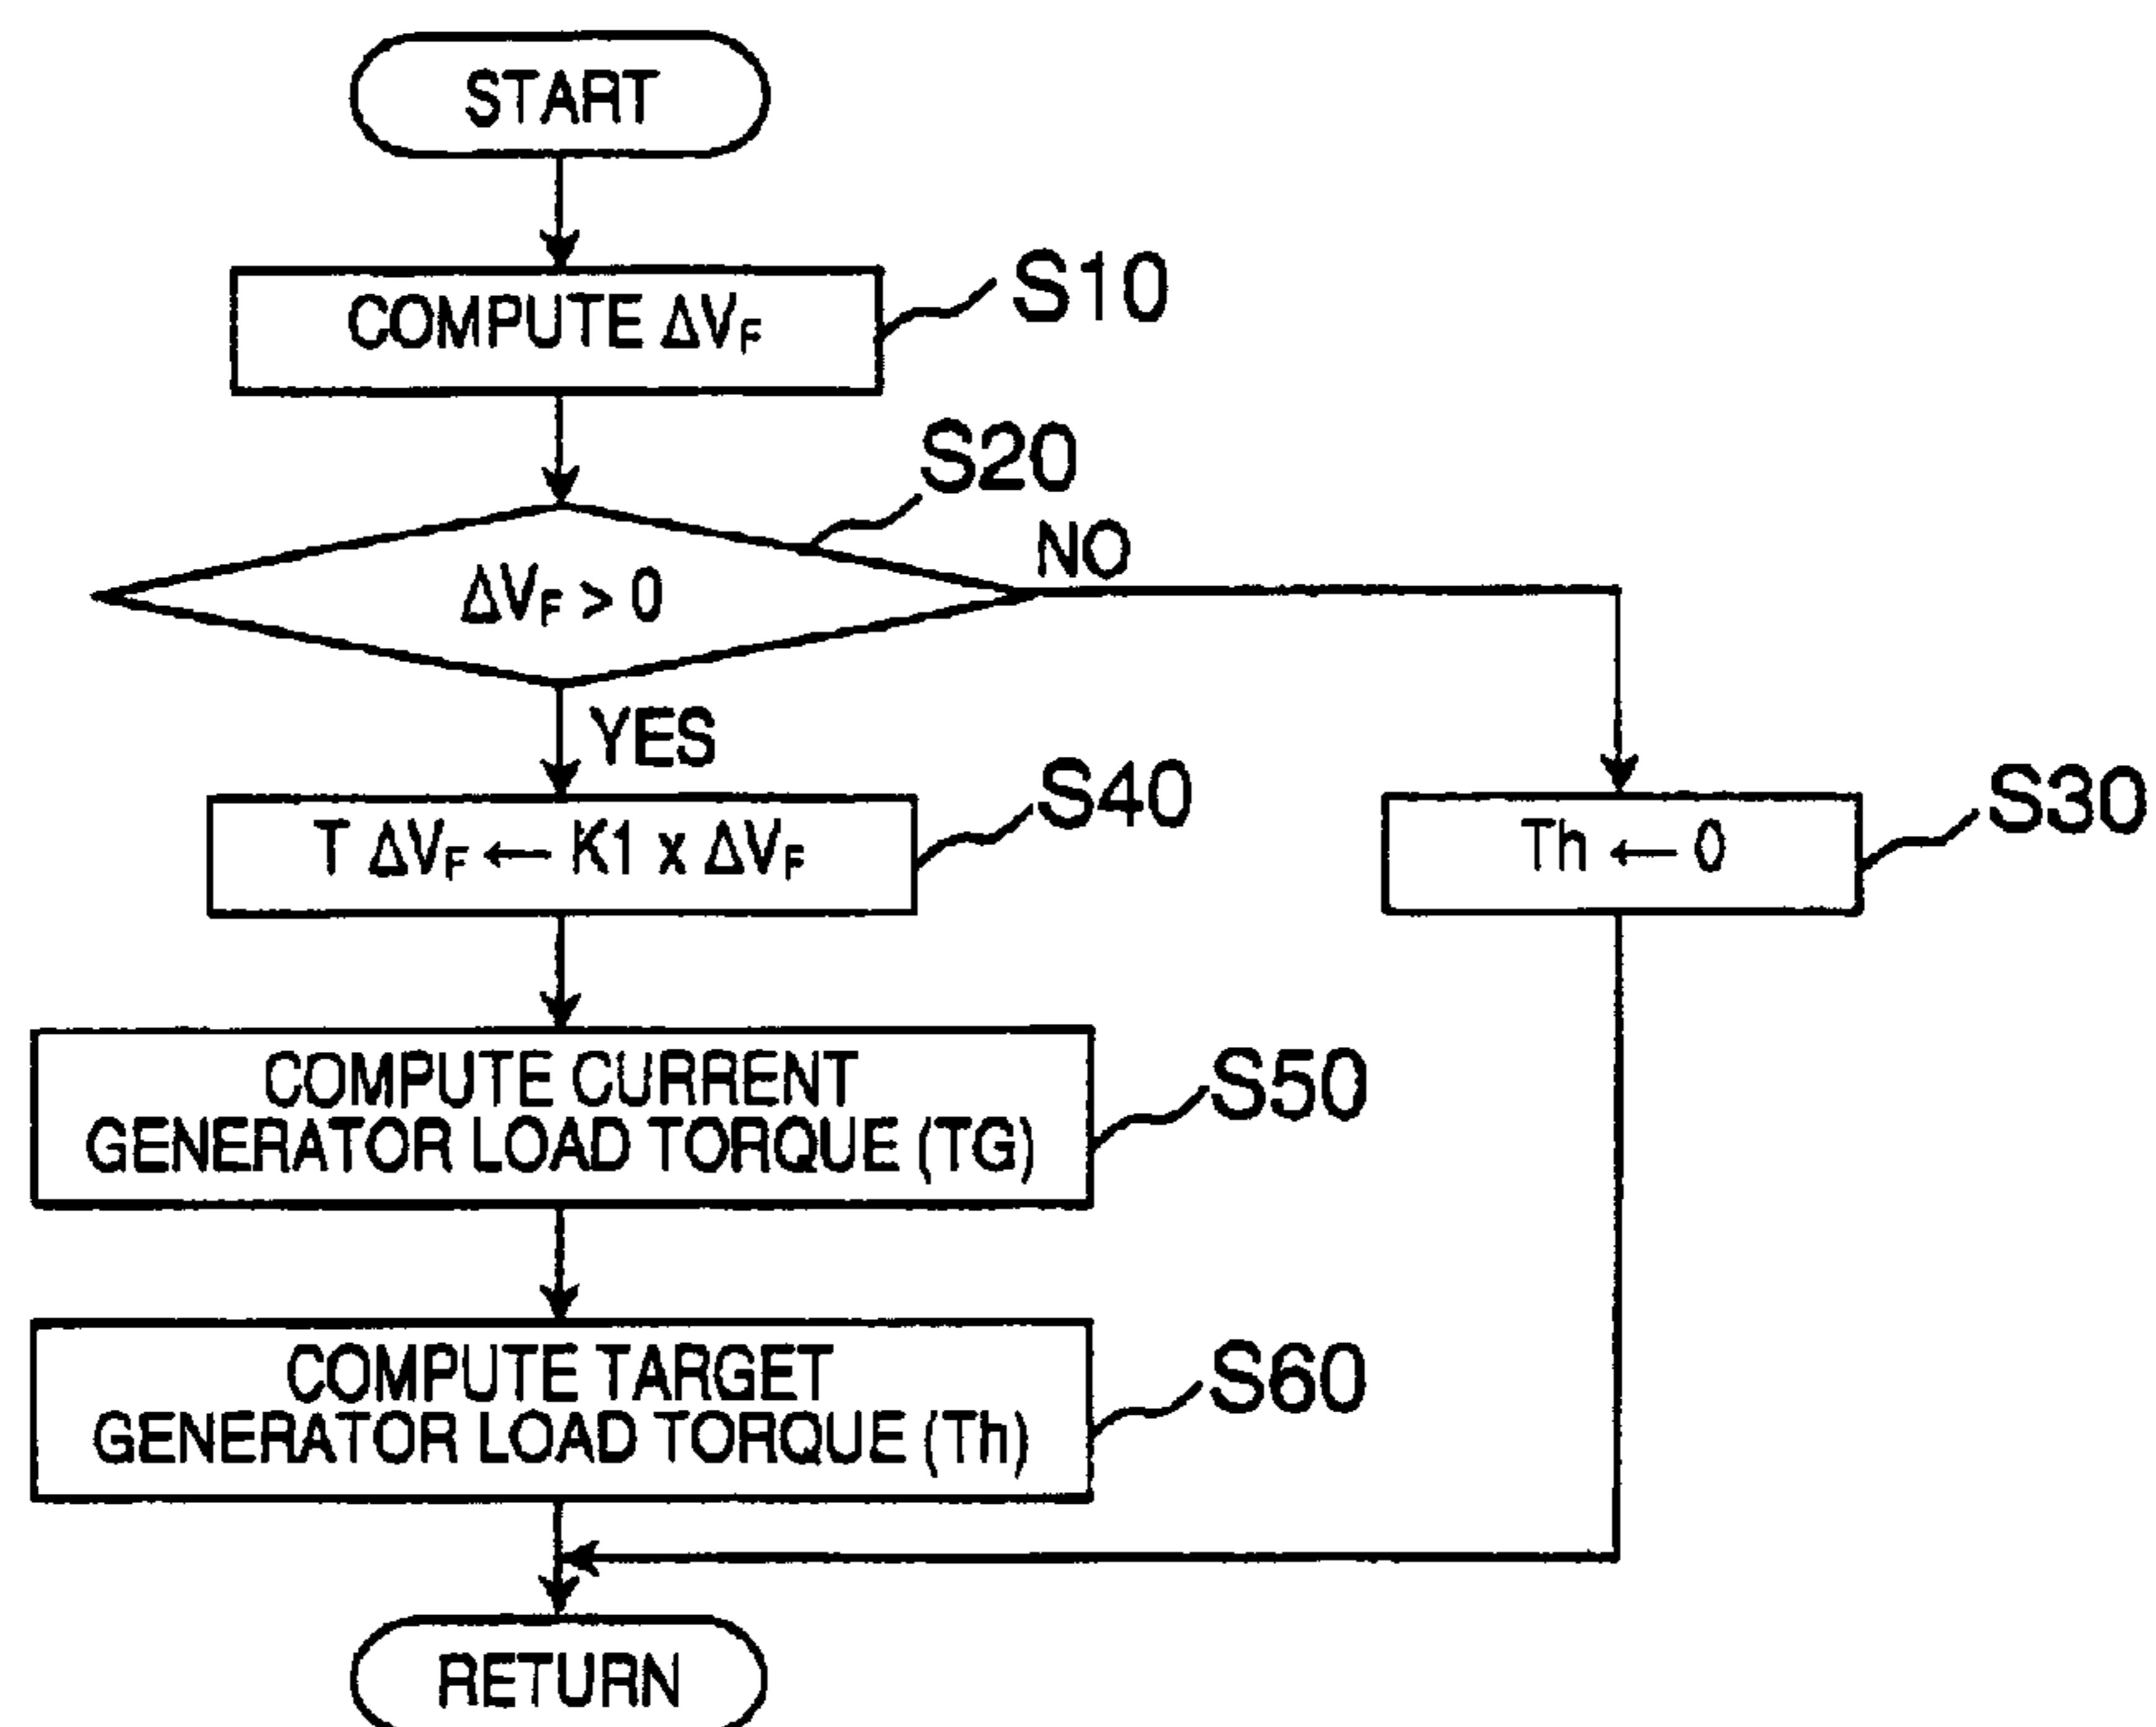 START
COMPUTE ΔVF
S10
S20
ΔVF > 0
NO
YES
T ΔVF ← K1 x ΔVF
S40
Th ← 0
S30
COMPUTE CURRENT
GENERATOR LOAD TORQUE (TG)
S50
COMPUTE TARGET
GENERATOR LOAD TORQUE (Th)
S60
RETURN